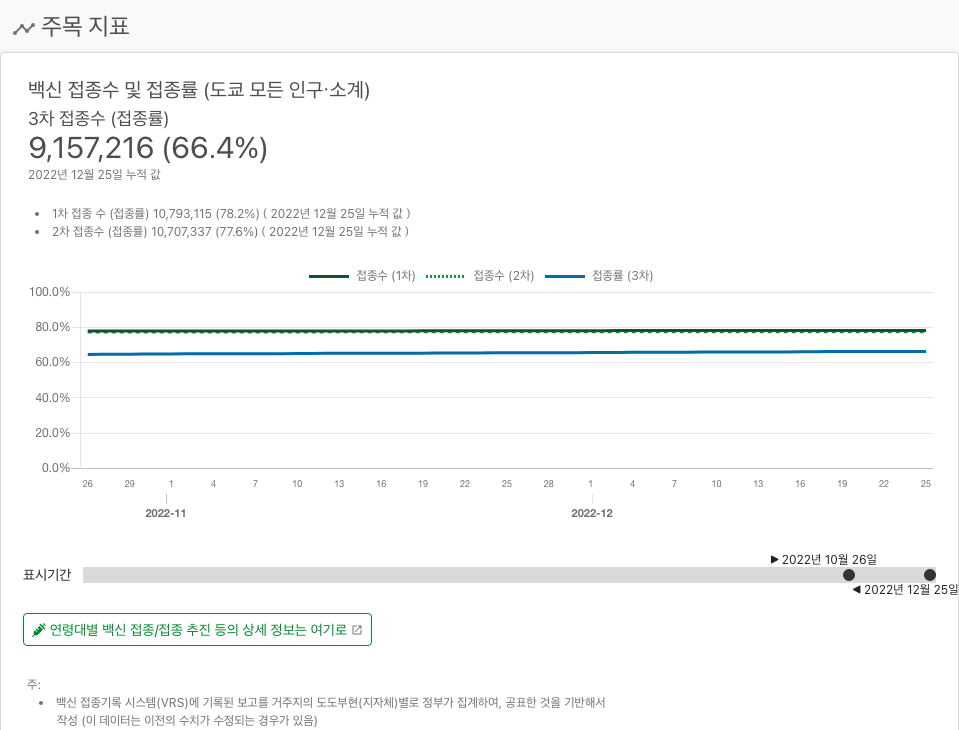 주목 지표
백신 접종수 및 접종률 (도쿄 모든 인구·소계)
3차 접종수 (접종률)
9,157,216 (66.4%)
2022년 12월 25일 누적 값
• 1차 접종 수 (접종률) 10,793,115 (78.2%) ( 2022년 12월 25일 누적 값 )
• 2차 접종수 (접종률) 10,707,337 (77.6%) ( 2022년 12월 25일 누적 값 )
접종수 (1차) 접종수 (2차) 접종률 (3차)
100.0%
80.0%
60.0%
40.0%
20.0%
0.0%
26 29 1 4 7 10 13 16 19 22 25 28 1 4 7 10 13 16 19 22 25
2022-11 2022-12
▶ 2022년 10월 26일
표시기간
◀ 2022년 12월 25일
연령대별 백신 접종/접종 추진 등의 상세 정보는 여기로
주:
• 백신 접종기록 시스템(VRS)에 기록된 보고를 거주지의 도도부현(지자체)별로 정부가 집계하여, 공표한 것을 기반해서
작성 (이 데이터는 이전의 수치가 수정되는 경우가 있음)